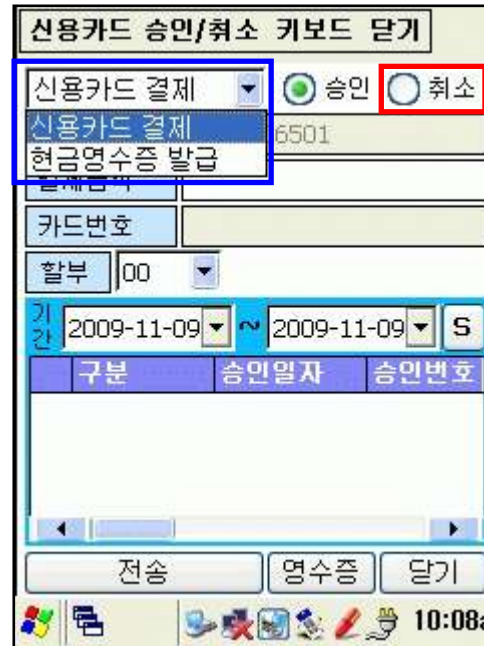 신용카드 승인/취소 키보드 닫기
신용카드 결제 승인 취소
신용카드 결제
6501
현금영수증 발급
카드번호
할부 00
기간 2009-11-09 ~ 2009-11-09 S
구분 승인일자 승인번호
전송 영수증 닫기
10:08a